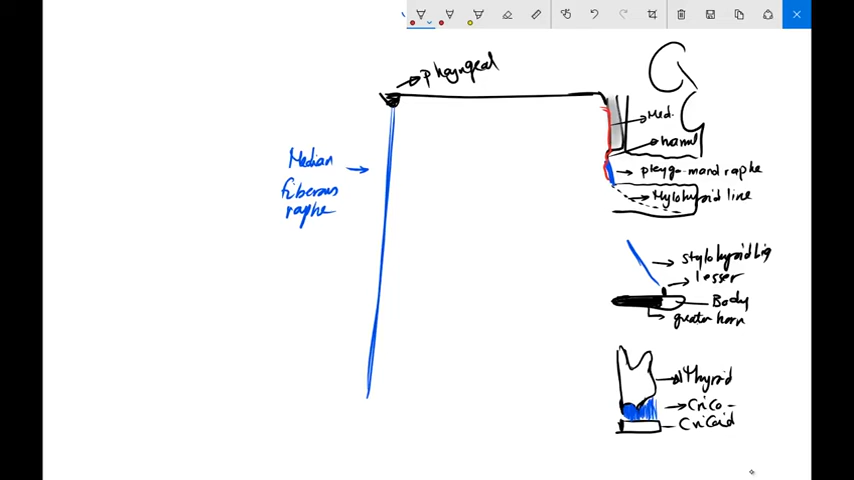 pharyngeal
Median
fiberous
raphe
Med.
hamul
pteygo-mand raphe
Mylohyoid line
stylohyoid Lig
lesser
Body
greater horn
Thyroid
Crico-
Cricoid